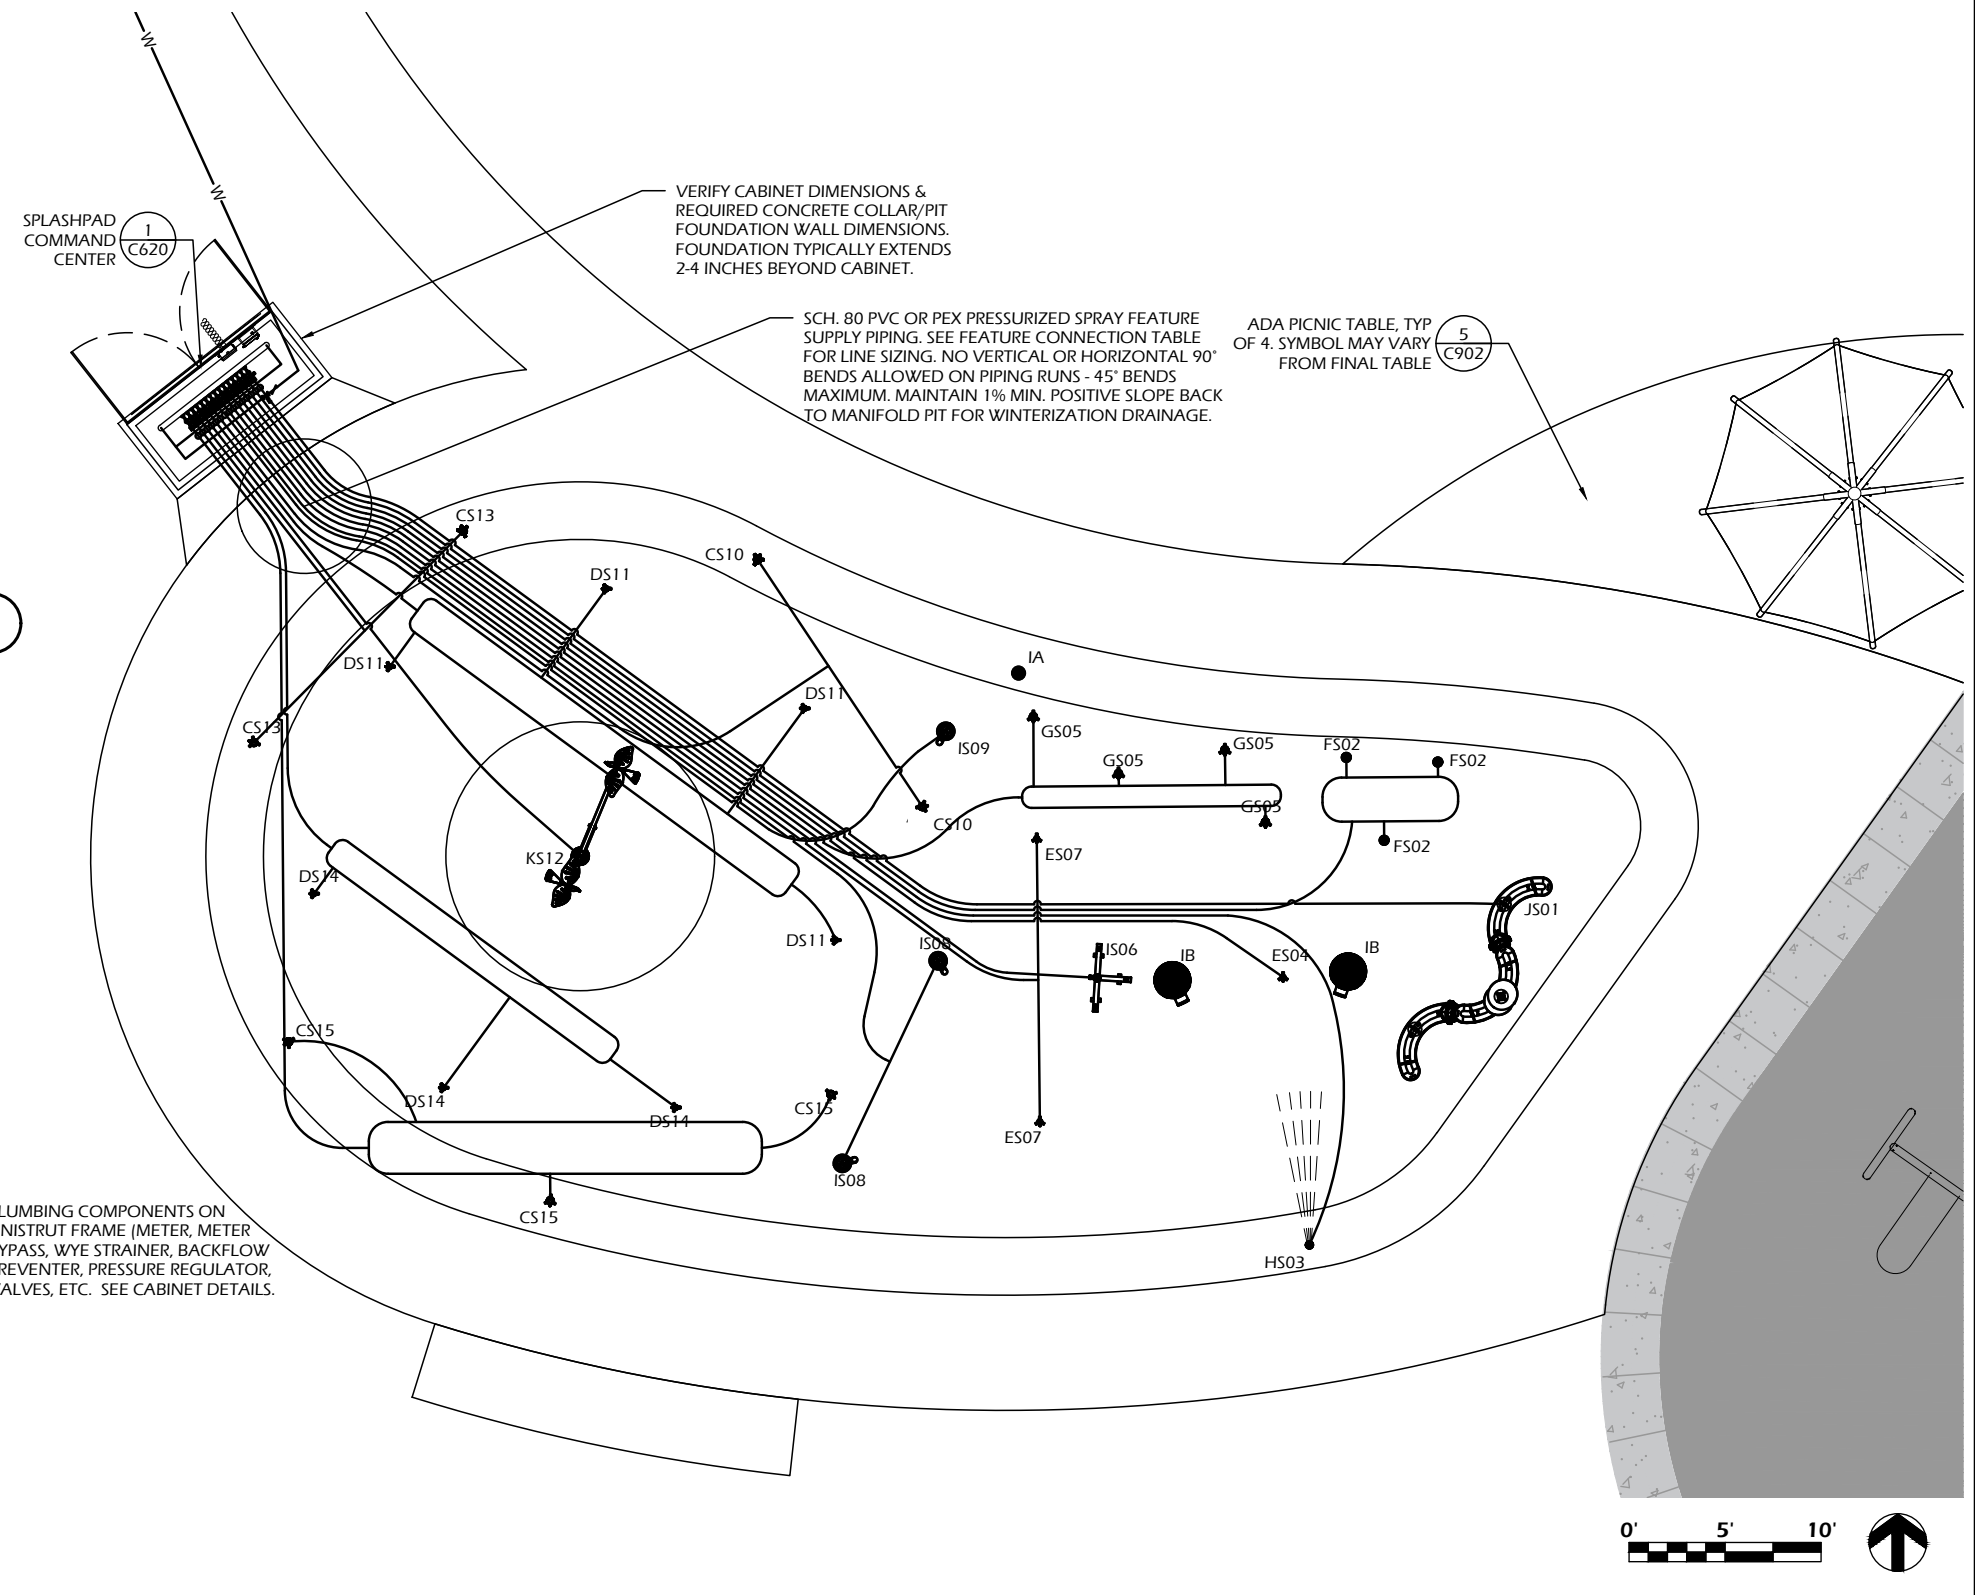 W
W
SPLASHPAD
COMMAND
CENTER
1
C620
VERIFY CABINET DIMENSIONS &
REQUIRED CONCRETE COLLAR/PIT
FOUNDATION WALL DIMENSIONS.
FOUNDATION TYPICALLY EXTENDS
2-4 INCHES BEYOND CABINET.
SCH. 80 PVC OR PEX PRESSURIZED SPRAY FEATURE
SUPPLY PIPING. SEE FEATURE CONNECTION TABLE
FOR LINE SIZING. NO VERTICAL OR HORIZONTAL 90°
BENDS ALLOWED ON PIPING RUNS - 45° BENDS
MAXIMUM. MAINTAIN 1% MIN. POSITIVE SLOPE BACK
TO MANIFOLD PIT FOR WINTERIZATION DRAINAGE.
ADA PICNIC TABLE, TYP
OF 4. SYMBOL MAY VARY
FROM FINAL TABLE
5
C902
CS13
CS10
DS11
DS11
IA
DS11
CS13
GS05
IS09
GS05
GS05
FS02
FS02
GS05
CS10
FS02
ES07
KS12
DS14
JS01
DS11
IS08
IS06
IB
ES04
IB
CS15
DS14
CS15
DS14
ES07
IS08
CS15
HS03
LUMBING COMPONENTS ON
NISTRUT FRAME (METER, METER
YPASS, WYE STRAINER, BACKFLOW
REVENTER, PRESSURE REGULATOR,
ALVES, ETC.  SEE CABINET DETAILS.
0' 5' 10'